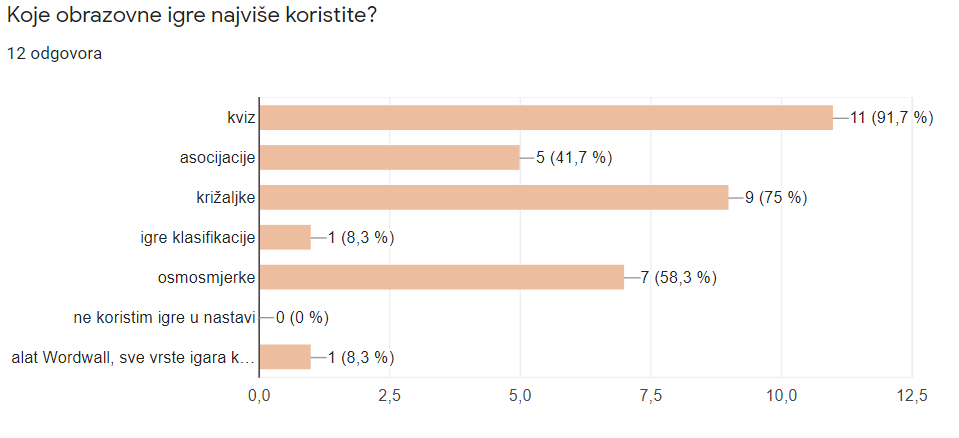 Koje obrazovne igre najviše koristite?
12 odgovora
kviz 11 (91,7 %)
asocijacije 5 (41,7 %)
križaljke 9 (75 %)
igre klasifikacije 1 (8,3 %)
osmosmjerke 7 (58,3 %)
ne koristim igre u nastavi 0 (0 %)
alat Wordwall, sve vrste igara k… 1 (8,3 %)
0,0 2,5 5,0 7,5 10,0 12,5